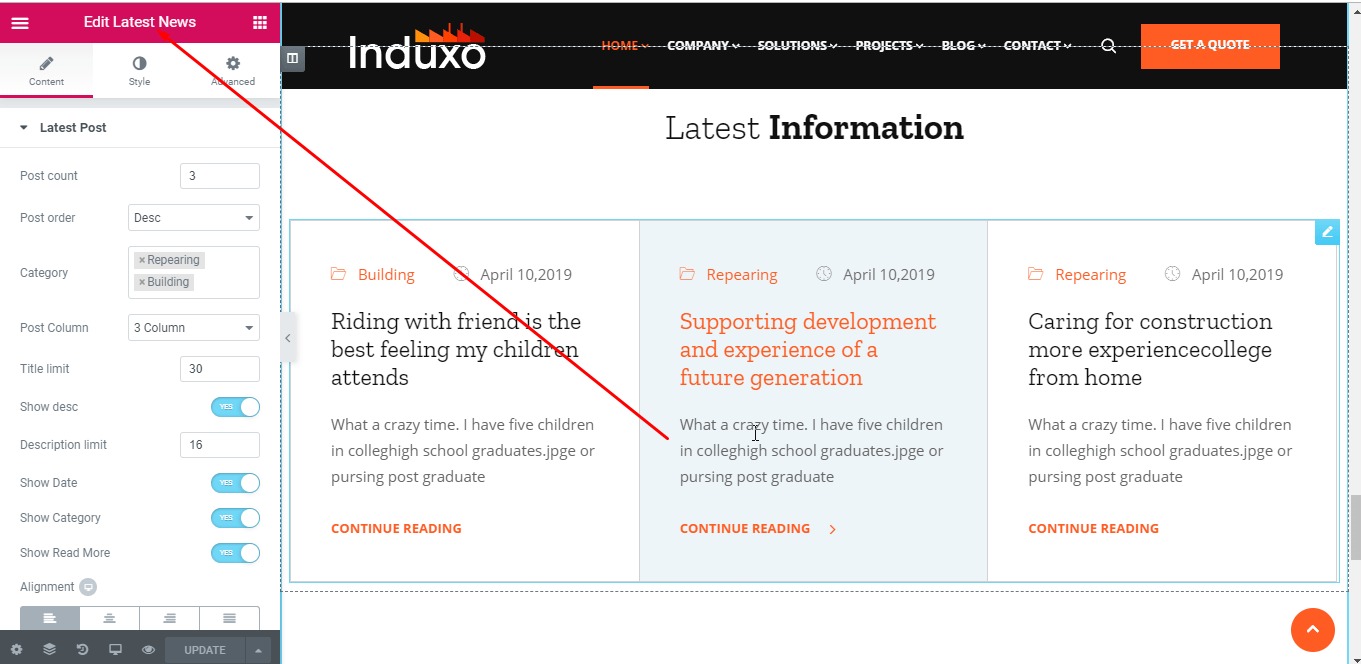 Edit Latest News
Content
Style
Advanced
Latest Post
Post count
3
Post order
Desc
Category
×Repearing
×Building
Post Column
3 Column
Title limit
30
Show desc
YES
Description limit
16
Show Date
YES
Show Category
YES
Show Read More
YES
Alignment
UPDATE
Induxo
HOME
COMPANY
SOLUTIONS
PROJECTS
BLOG
CONTACT
GET A QUOTE
Latest Information
Building
April 10,2019
Riding with friend is the
best feeling my children
attends
What a crazy time. I have five children
in colleghigh school graduates.jpge or
pursing post graduate
CONTINUE READING
Repearing
April 10,2019
Supporting development
and experience of a
future generation
What a crazy time. I have five children
in colleghigh school graduates.jpge or
pursing post graduate
CONTINUE READING
Repearing
April 10,2019
Caring for construction
more experiencecollege
from home
What a crazy time. I have five children
in colleghigh school graduates.jpge or
pursing post graduate
CONTINUE READING